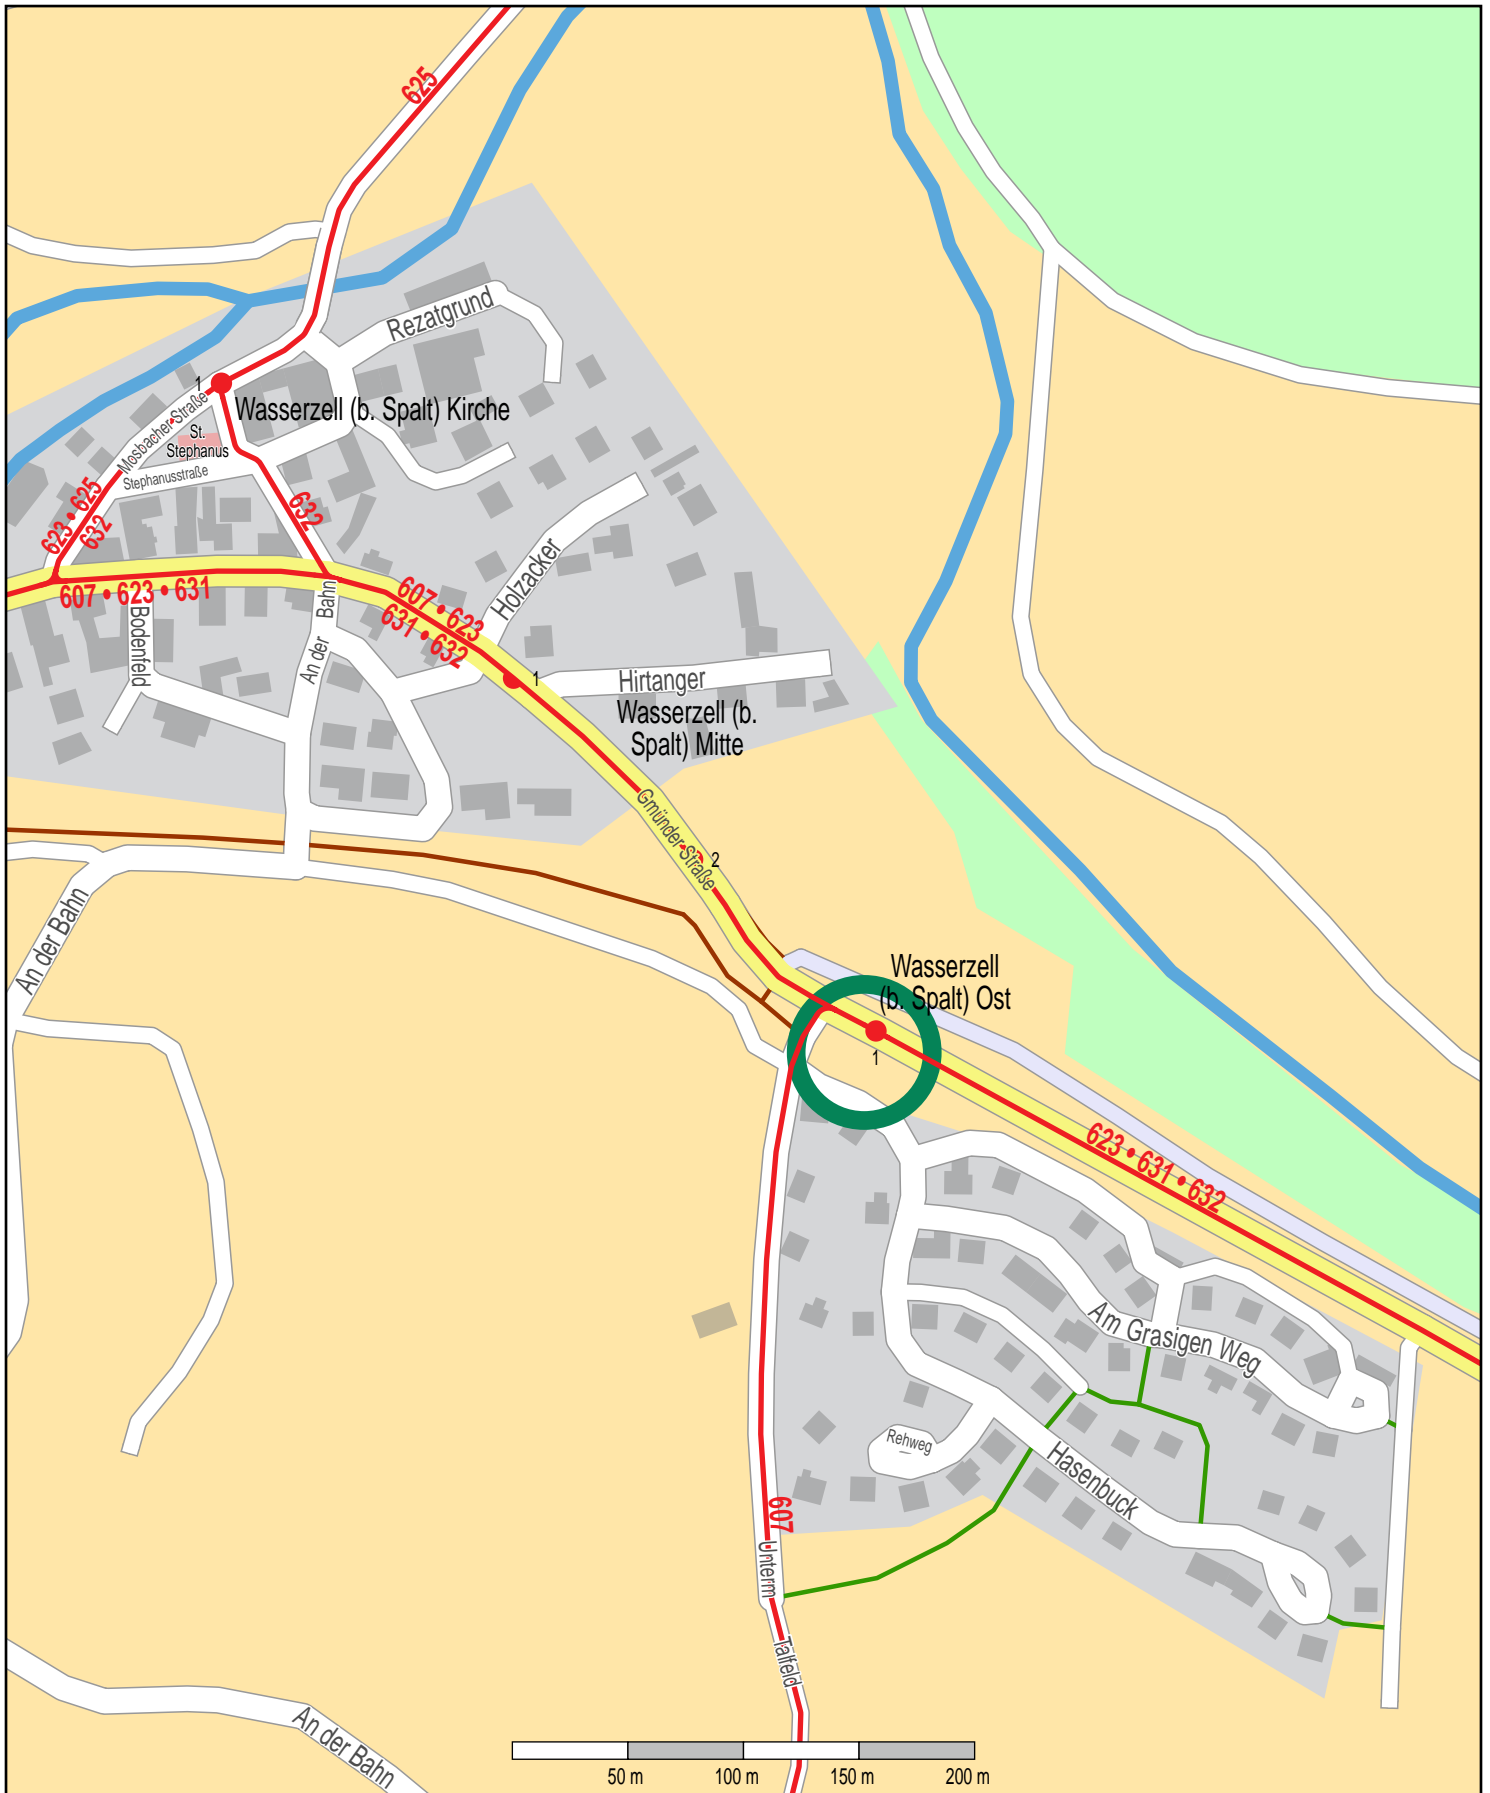 625
Rezatgrund
1
Wasserzell (b. Spalt) Kirche
Mosbacher Straße
St.
Stephanus
Stephanusstraße
623 • 625
632
632
607 • 623 • 631
607 • 623
631 • 632
Holzacker
Bodenfeld
An der Bahn
1
Hirtanger
Wasserzell (b.
Spalt) Mitte
Gmünder Straße
2
An der Bahn
Wasserzell
(b. Spalt) Ost
1
623 • 631 • 632
Am Grasigen Weg
Rehweg
Hasenbuck
607
Unterm
Talfeld
An der Bahn
50 m
100 m
150 m
200 m